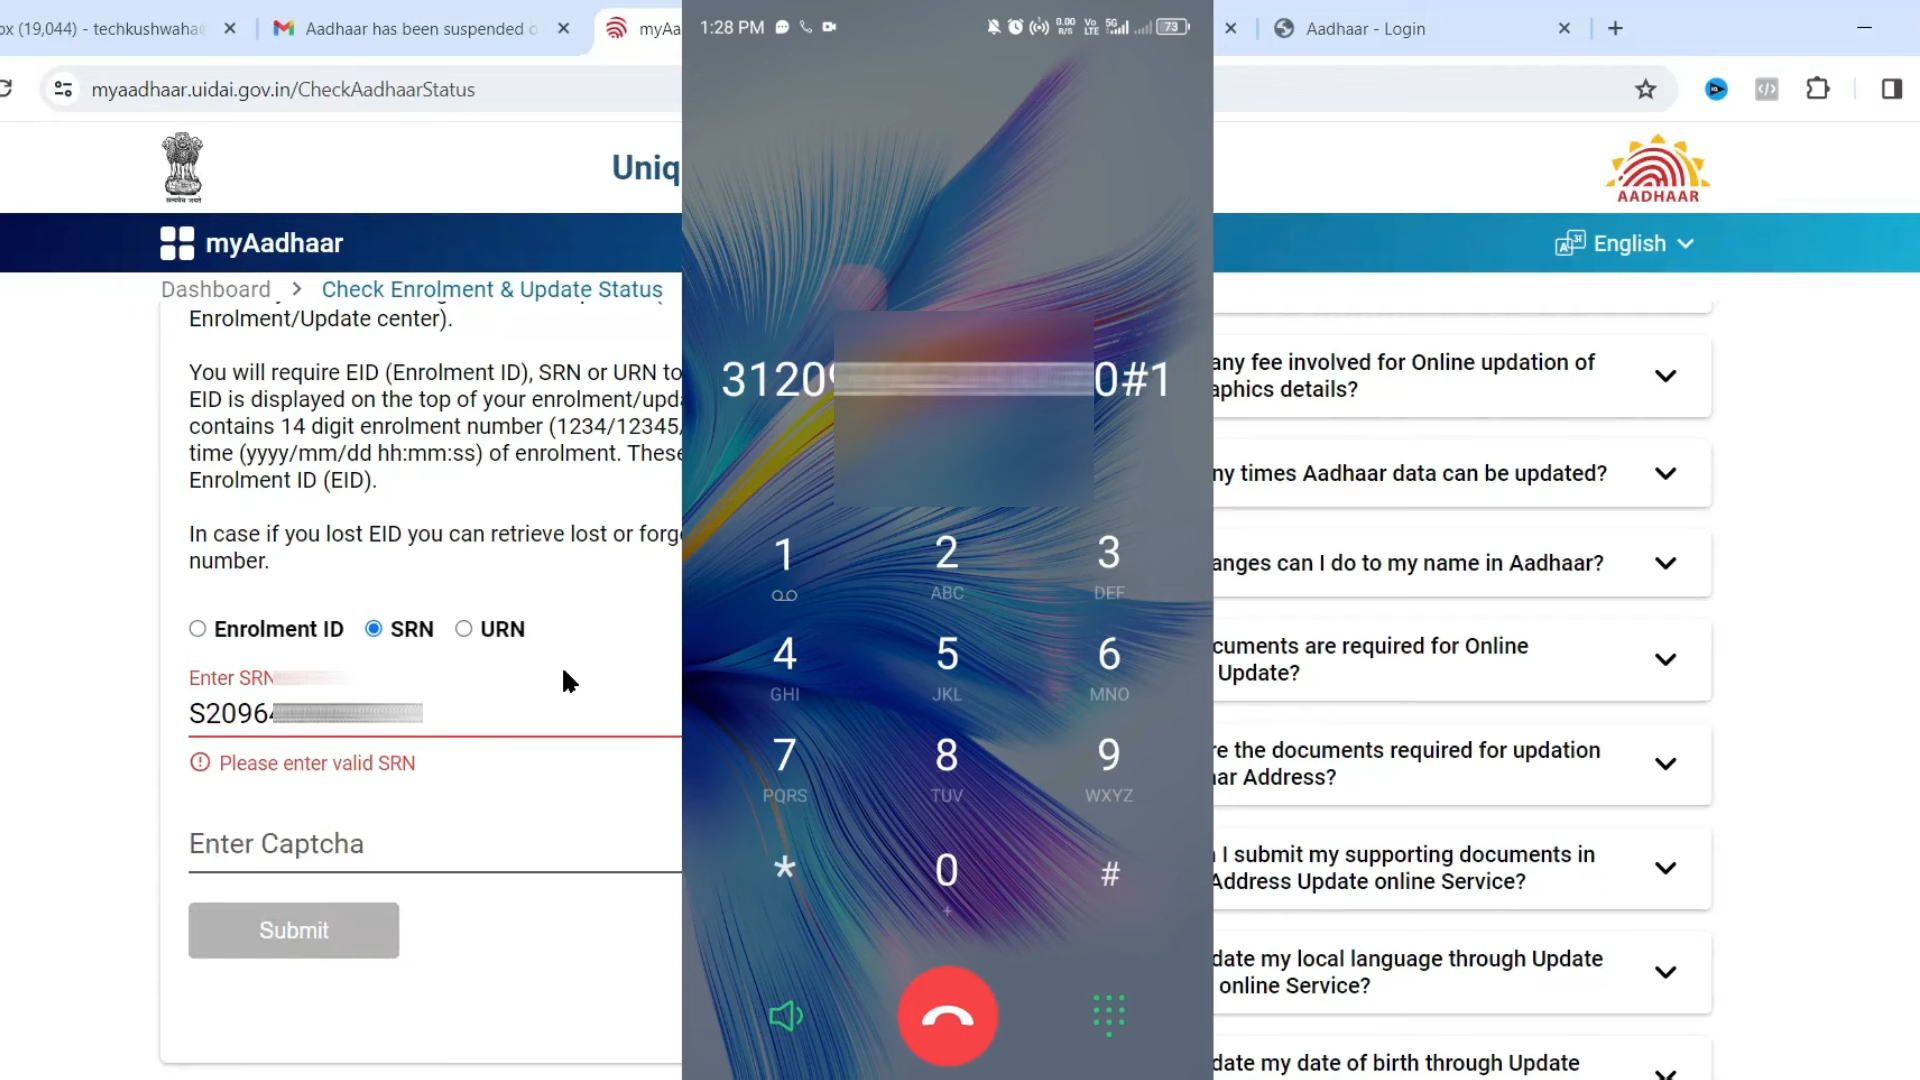 ox (19,044) - techkushwaha
Aadhaar has been suspended o
myAa
Aadhaar - Login
myaadhaar.uidai.gov.in/CheckAadhaarStatus
Uniq
AADHAAR
myAadhaar
English
Dashboard > Check Enrolment & Update Status
Enrolment/Update center).
You will require EID (Enrolment ID), SRN or URN to
EID is displayed on the top of your enrolment/upd
contains 14 digit enrolment number (1234/12345/
time (yyyy/mm/dd hh:mm:ss) of enrolment. These
Enrolment ID (EID).
In case if you lost EID you can retrieve lost or forg
number.
Enrolment ID SRN URN
Enter SRN
S2096
Please enter valid SRN
Enter Captcha
Submit
1:28 PM
0.00 B/S Vo LTE 5G 73
3120 0#1
1
2 ABC
3 DEF
4 GHI
5 JKL
6 MNO
7 PQRS
8 TUV
9 WXYZ
*
0 +
#
any fee involved for Online updation of
aphics details?
ny times Aadhaar data can be updated?
anges can I do to my name in Aadhaar?
cuments are required for Online
Update?
re the documents required for updation
ar Address?
I submit my supporting documents in
Address Update online Service?
date my local language through Update
online Service?
date my date of birth through Update